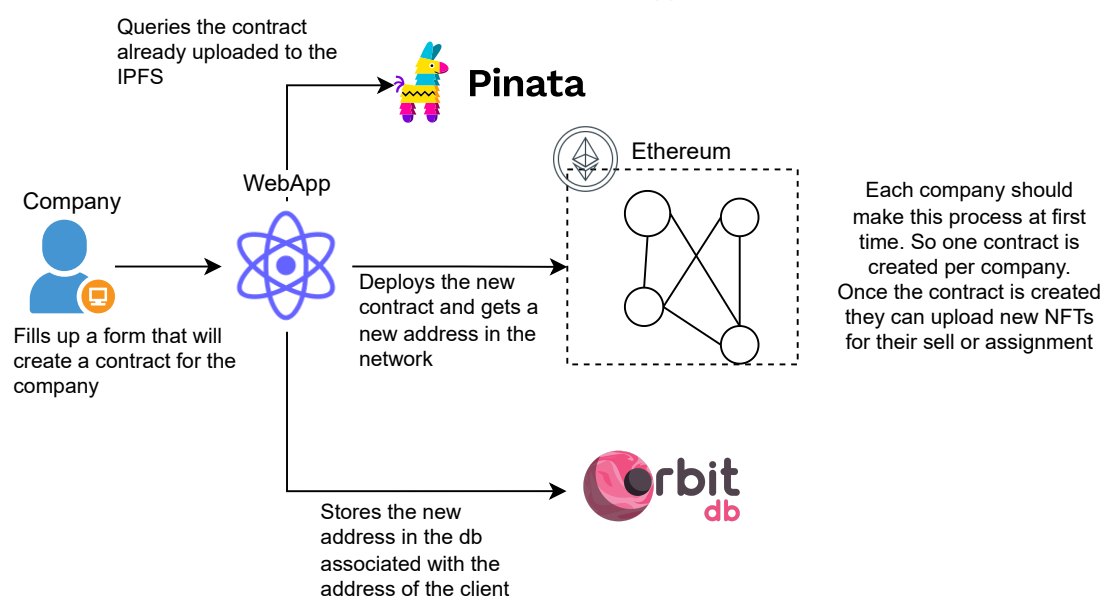 Queries the contract
already uploaded to the
IPFS
Pinata
Ethereum
WebApp
Company
Each company should
make this process at first
time. So one contract is
created per company.
Once the contract is created
they can upload new NFTs
for their sell or assignment
Deploys the new
contract and gets a
new address in the
network
Fills up a form that will
create a contract for the
company
Orbit
db
Stores the new
address in the db
associated with the
address of the client